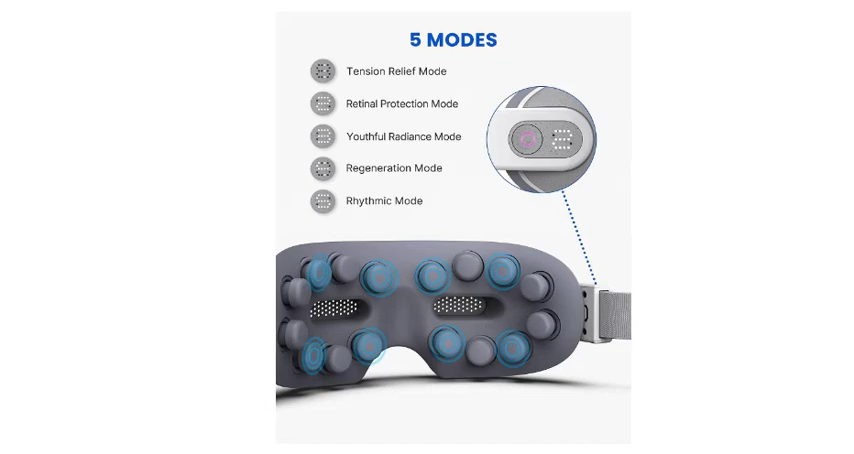 5 MODES
Tension Relief Mode
Retinal Protection Mode
Youthful Radiance Mode
Regeneration Mode
Rhythmic Mode